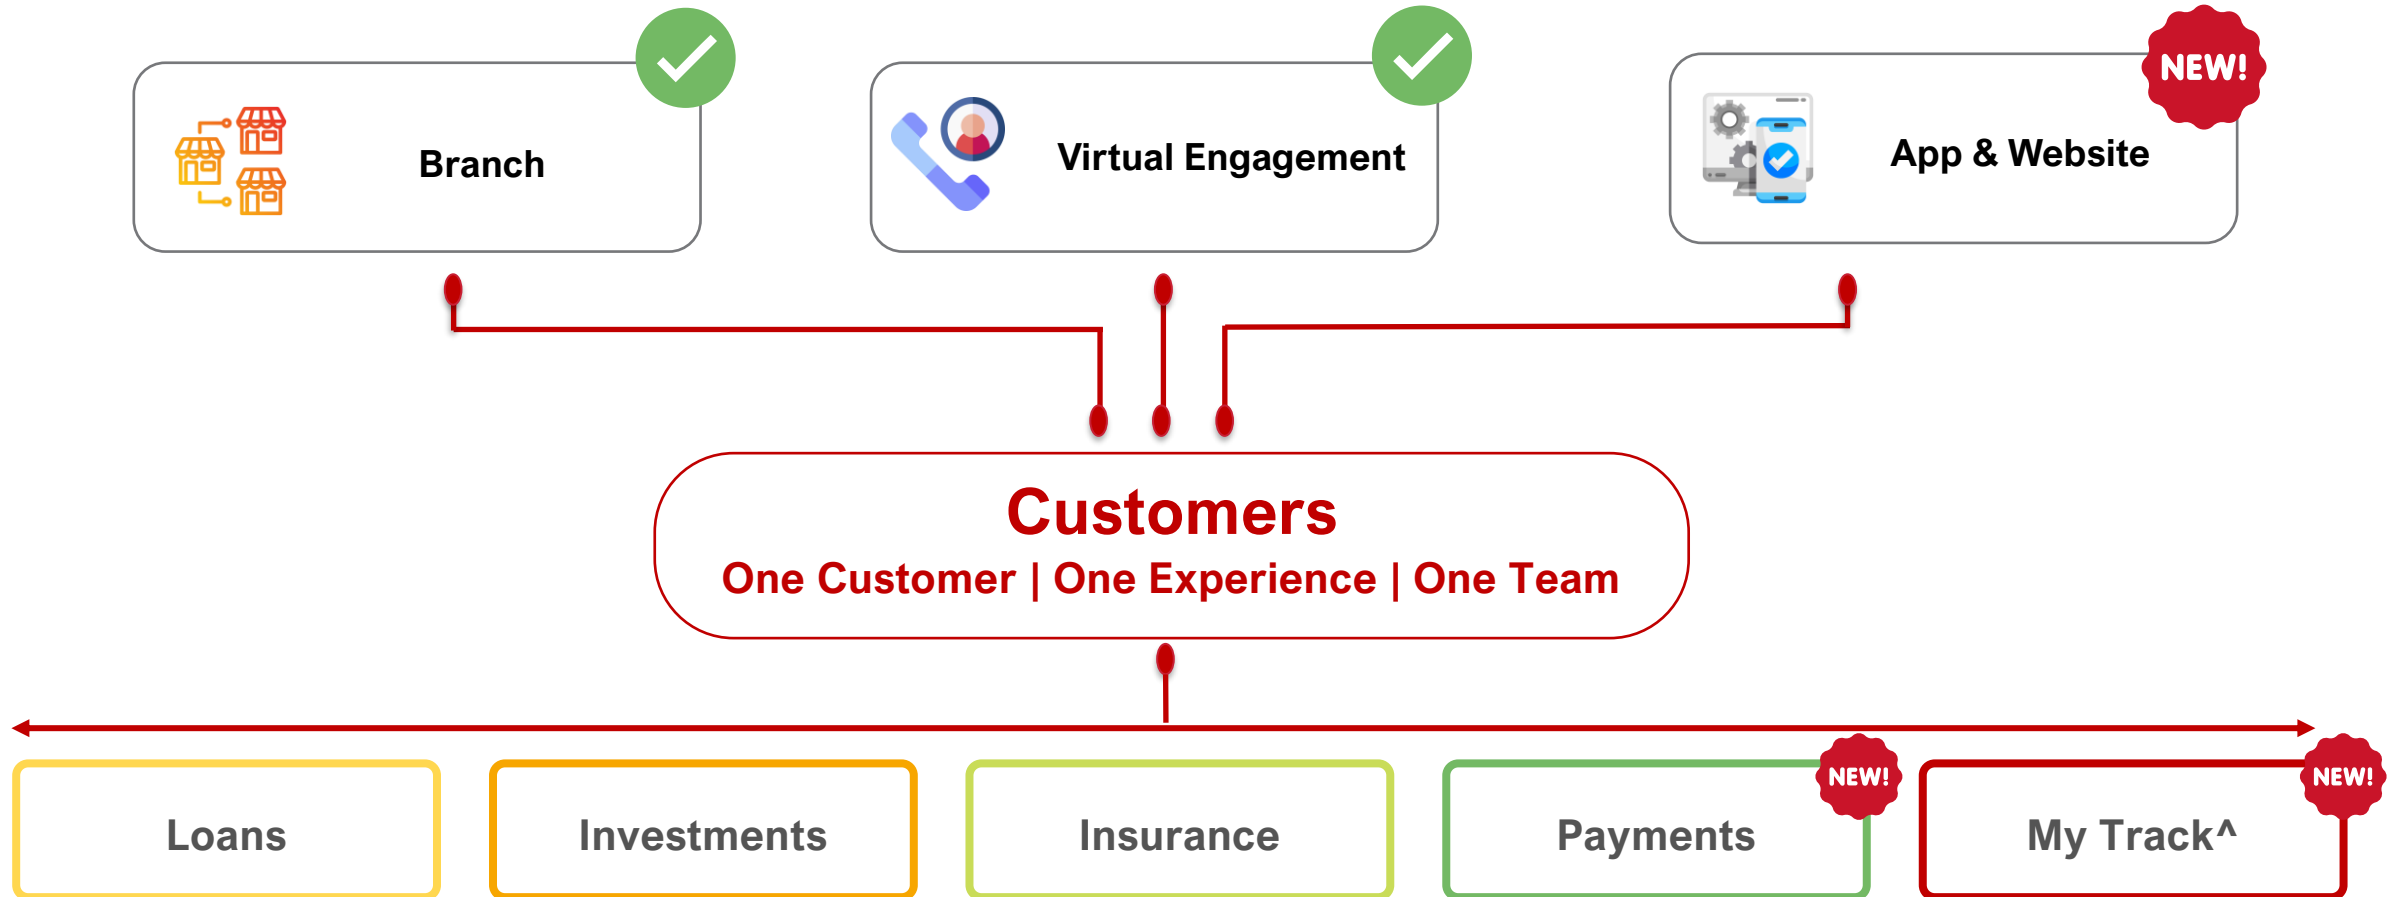 NEW!
Branch
Virtual Engagement
App & Website
Customers
One Customer | One Experience | One Team
NEW!
NEW!
Loans
Investments
Insurance
Payments
My Track^